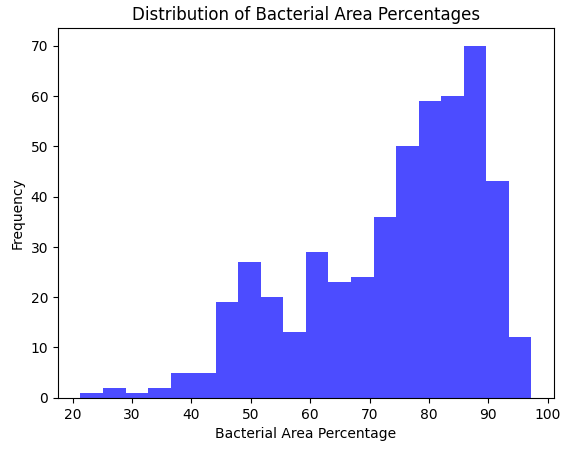 Distribution of Bacterial Area Percentages
70
60
50
40
30
20
10
0
Frequency
20 30 40 50 60 70 80 90 100
Bacterial Area Percentage